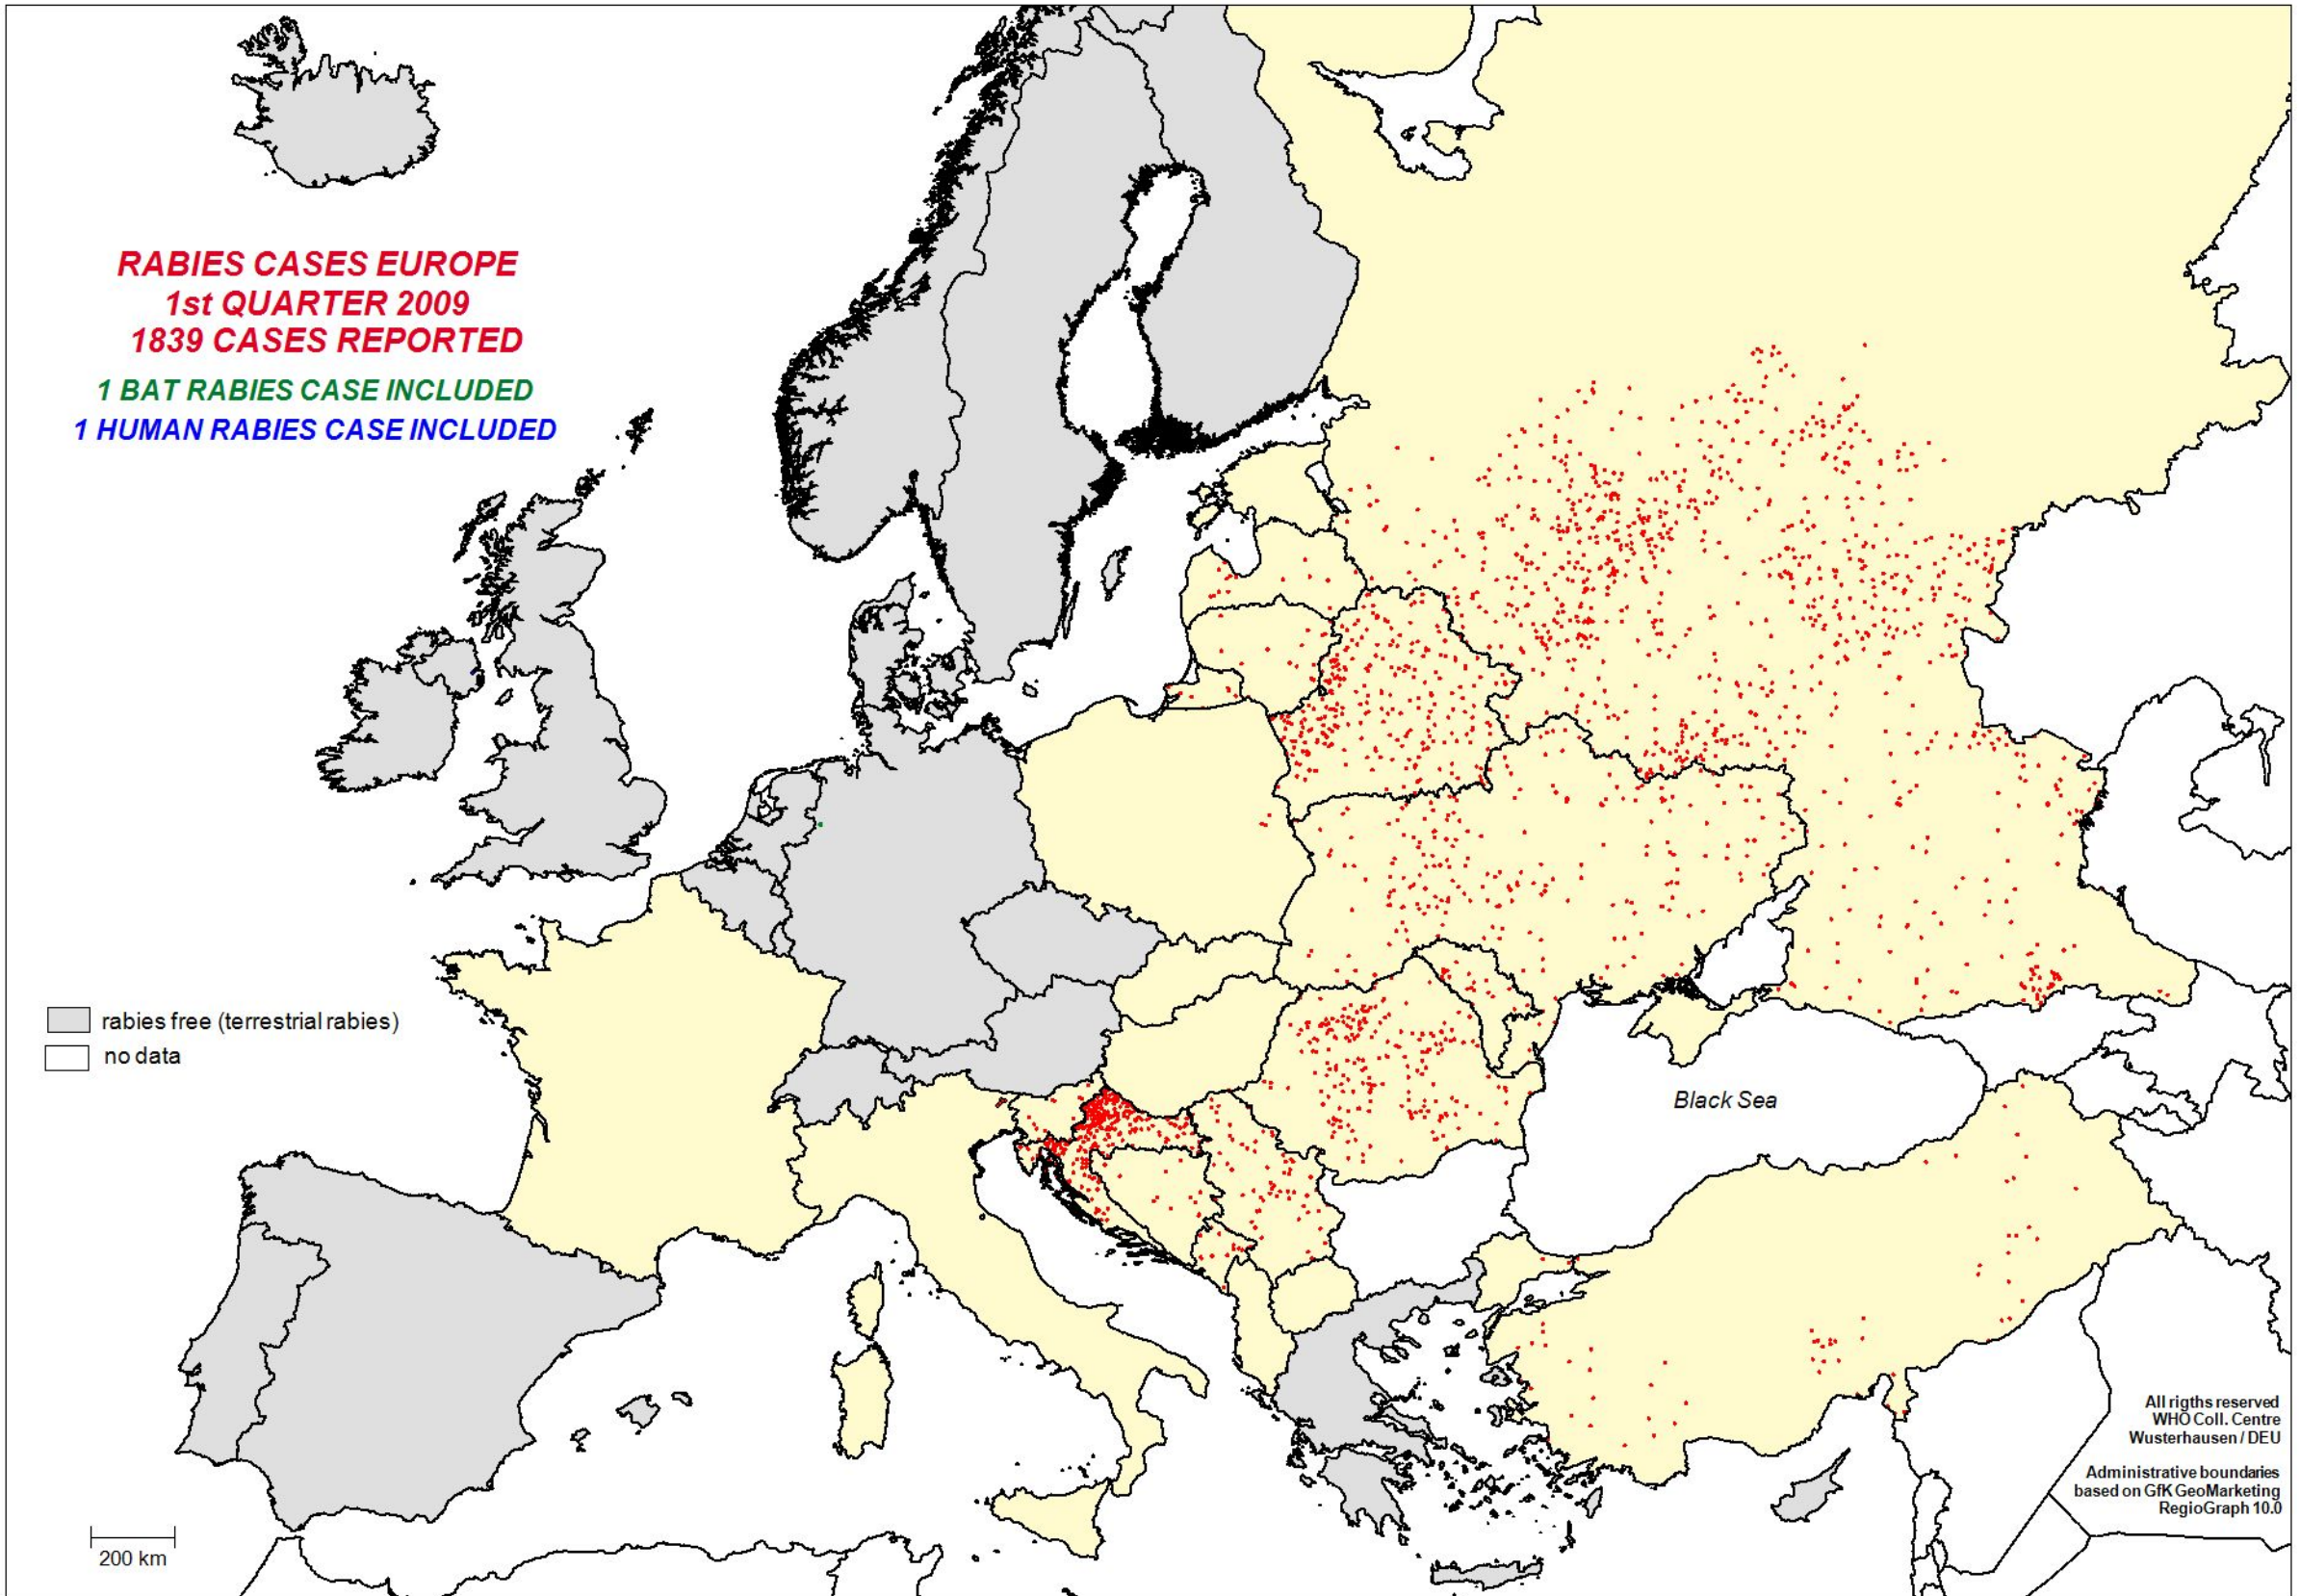 RABIES CASES EUROPE
1st QUARTER 2009
1839 CASES REPORTED
1 BAT RABIES CASE INCLUDED
1 HUMAN RABIES CASE INCLUDED
rabies free (terrestrial rabies)
no data
Black Sea
All rigths reserved
WHO Coll. Centre
Wusterhausen / DEU
Administrative boundaries
based on GfK GeoMarketing
RegioGraph 10.0
200 km